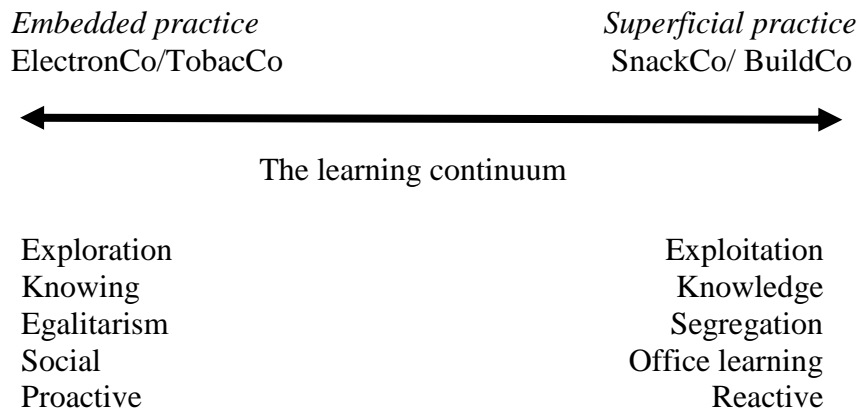 Embedded practice Superficial practice
ElectronCo/TobacCo SnackCo/ BuildCo
The learning continuum
Exploration Exploitation
Knowing Knowledge
Egalitarism Segregation
Social Office learning
Proactive Reactive